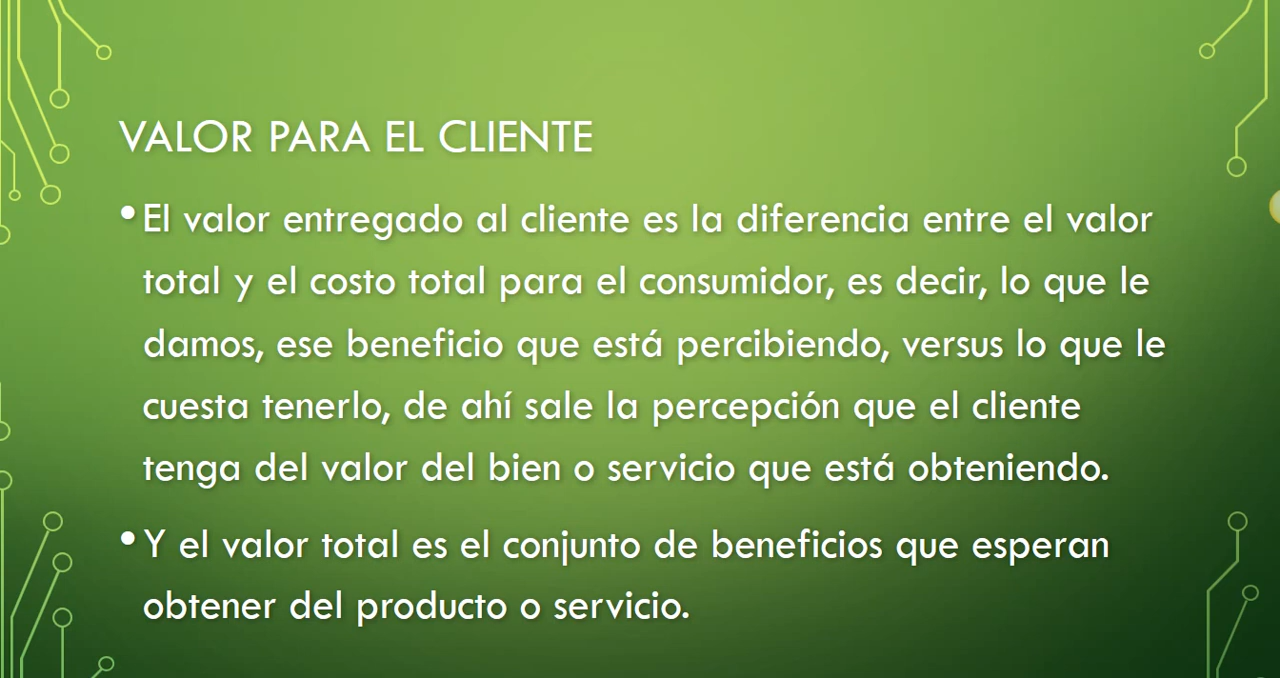 VALOR PARA EL CLIENTE
•El valor entregado al cliente es la diferencia entre el valor
total y el costo total para el consumidor, es decir, lo que le
damos, ese beneficio que está percibiendo, versus lo que le
cuesta tenerlo, de ahí sale la percepción que el cliente
tenga del valor del bien o servicio que está obteniendo.
•Y el valor total es el conjunto de beneficios que esperan
obtener del producto o servicio.